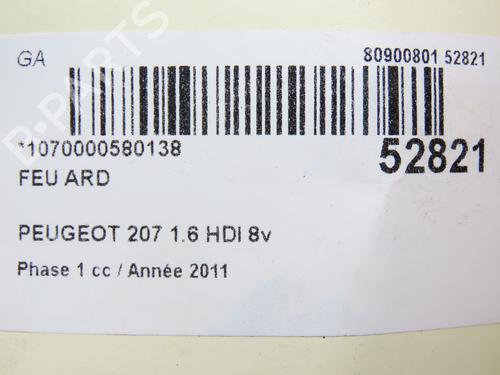 GA
80900801 52821
*1070000580138
52821
FEU ARD
PEUGEOT 207 1.6 HDI 8v
Phase 1 cc / Année 2011
B-PARTS